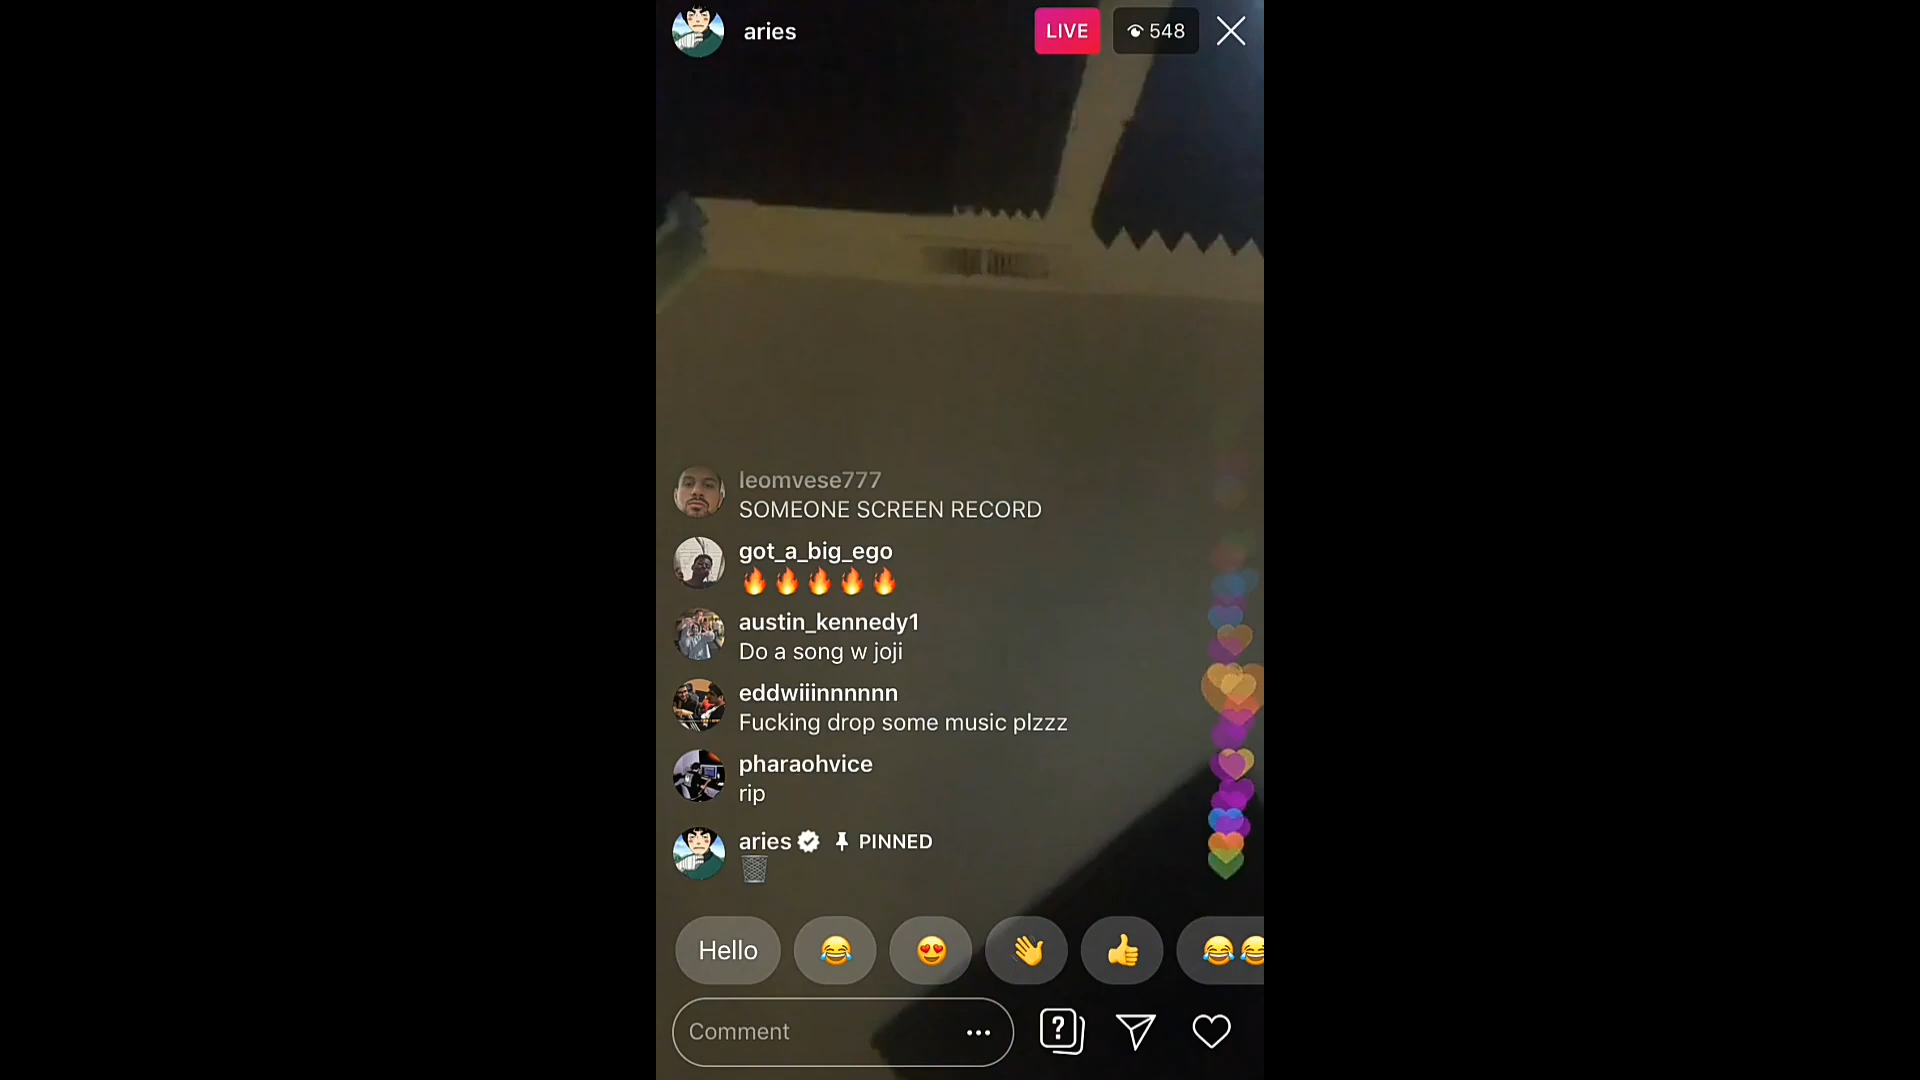 aries
LIVE
548
leomvese777
SOMEONE SCREEN RECORD
got_a_big_ego
🔥🔥🔥🔥🔥
austin_kennedy1
Do a song w joji
eddwiiinnnnnn
Fucking drop some music plzzz
pharaohvice
rip
aries PINNED
🗑️
Hello 😂 😍 👋 👍 😂😂
Comment ...
?